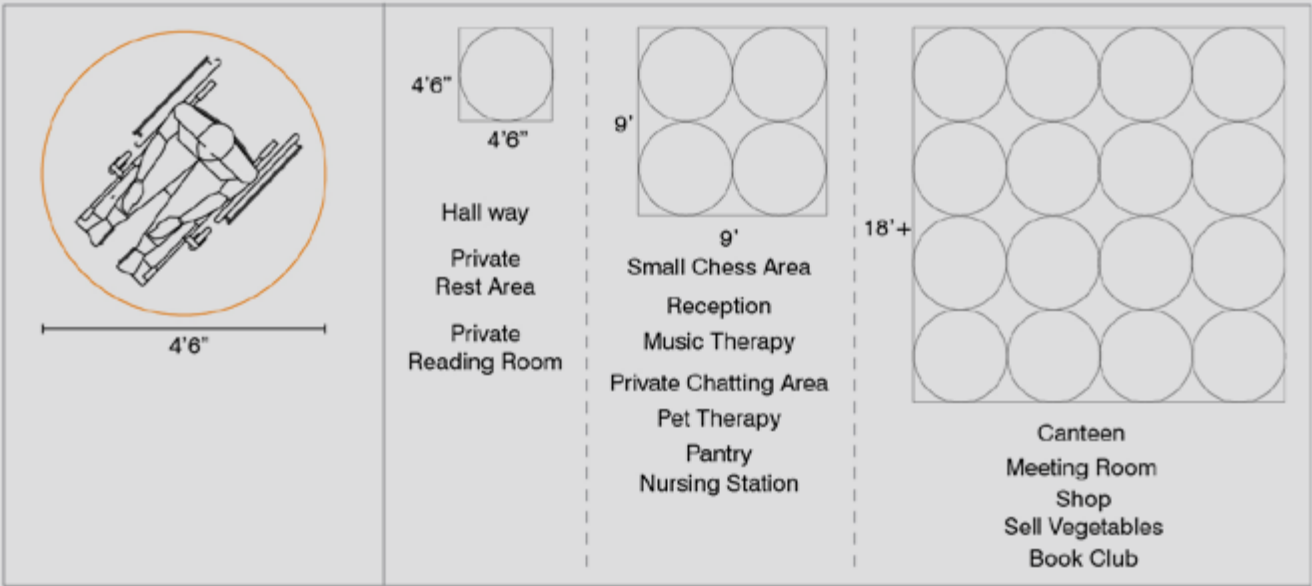 4'6"
4'6"
4'6"
Hall way
Private
Rest Area
Private
Reading Room
9'
9'
Small Chess Area
Reception
Music Therapy
Private Chatting Area
Pet Therapy
Pantry
Nursing Station
18'+
Canteen
Meeting Room
Shop
Sell Vegetables
Book Club